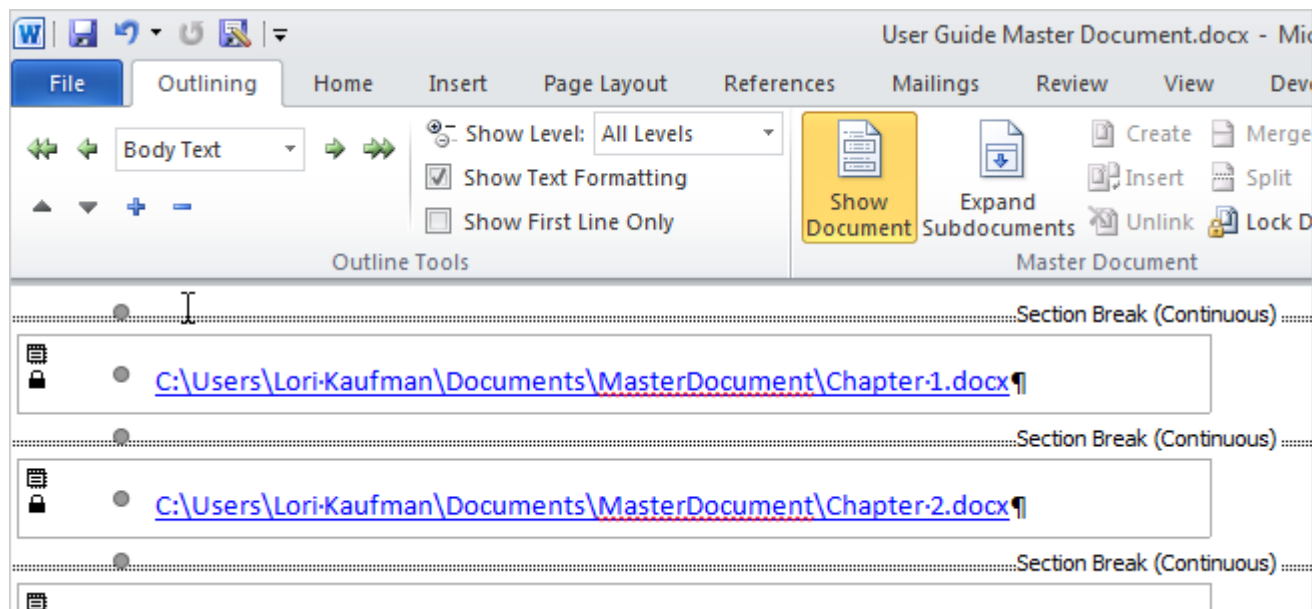 W User Guide Master Document.docx - Mic
File Outlining Home Insert Page Layout References Mailings Review View Deve
Body Text Show Level: All Levels Create Merge
Show Text Formatting Insert Split
Show First Line Only Show Document Expand Subdocuments Unlink Lock D
Outline Tools Master Document
Section Break (Continuous)
C:\Users\Lori·Kaufman\Documents\MasterDocument\Chapter·1.docx¶
Section Break (Continuous)
C:\Users\Lori·Kaufman\Documents\MasterDocument\Chapter·2.docx¶
Section Break (Continuous)